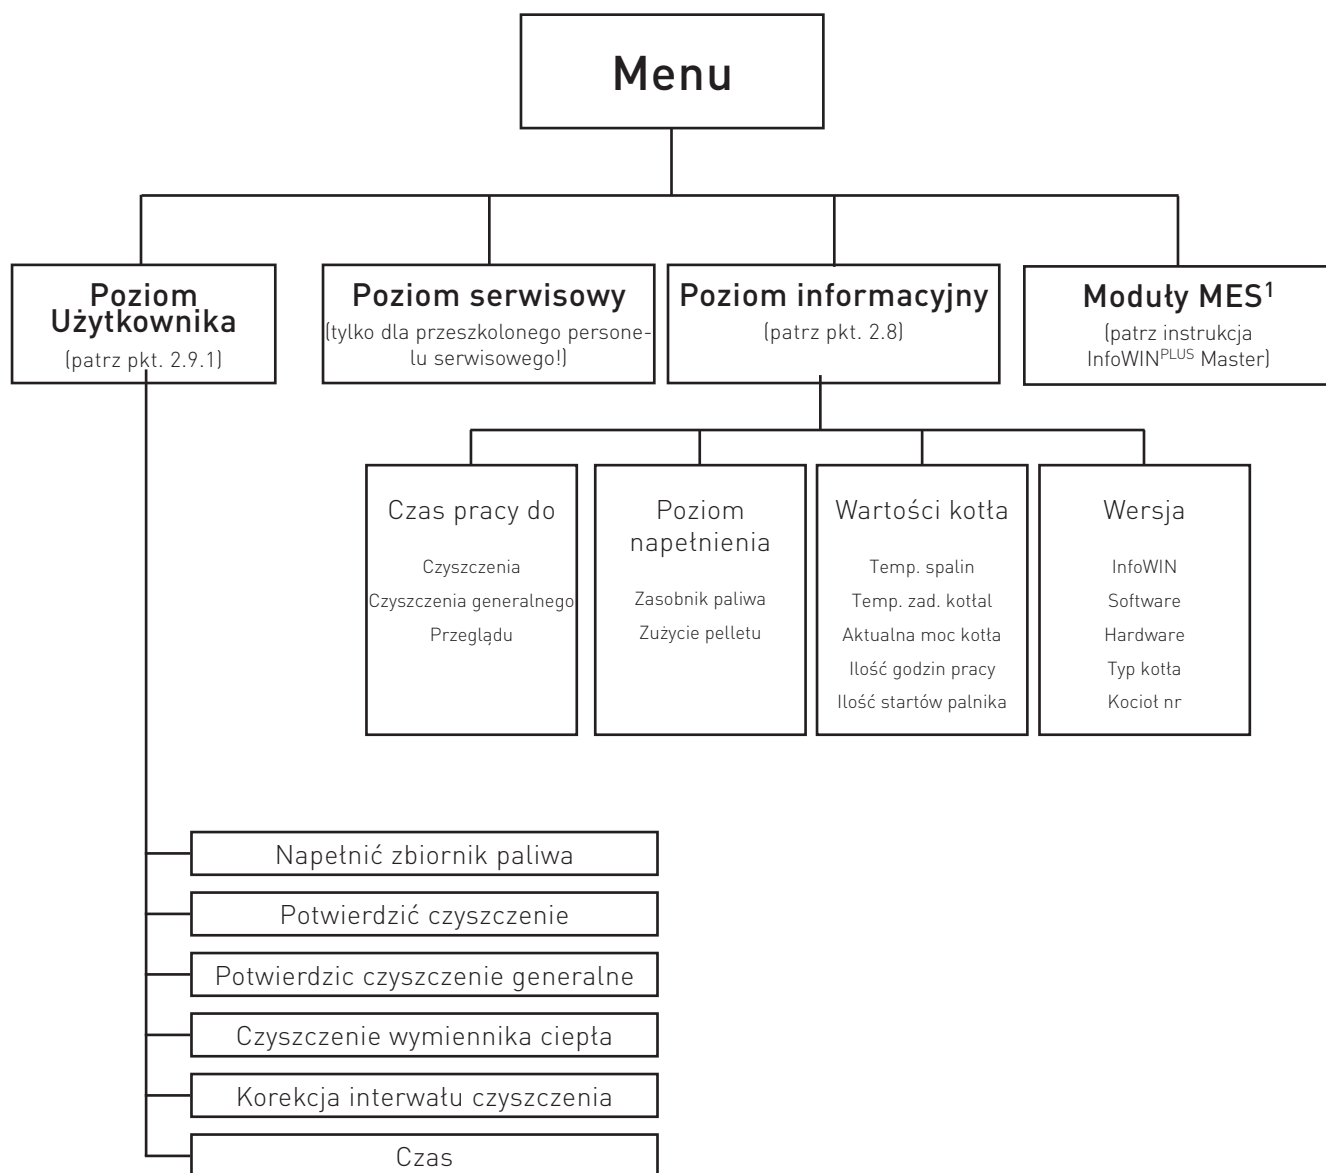 Menu
Poziom
Użytkownika
(patrz pkt. 2.9.1)
Poziom serwisowy
(tylko dla przeszkolonego persone-
lu serwisowego!)
Poziom informacyjny
(patrz pkt. 2.8)
Moduły MES¹
(patrz instrukcja
InfoWINPLUS Master)
Czas pracy do
Czyszczenia
Czyszczenia generalnego
Przeglądu
Poziom
napełnienia
Zasobnik paliwa
Zużycie pelletu
Wartości kotła
Temp. spalin
Temp. zad. kotłal
Aktualna moc kotła
Ilość godzin pracy
Ilość startów palnika
Wersja
InfoWIN
Software
Hardware
Typ kotła
Kocioł nr
Napełnić zbiornik paliwa
Potwierdzić czyszczenie
Potwierdzic czyszczenie generalne
Czyszczenie wymiennika ciepła
Korekcja interwału czyszczenia
Czas